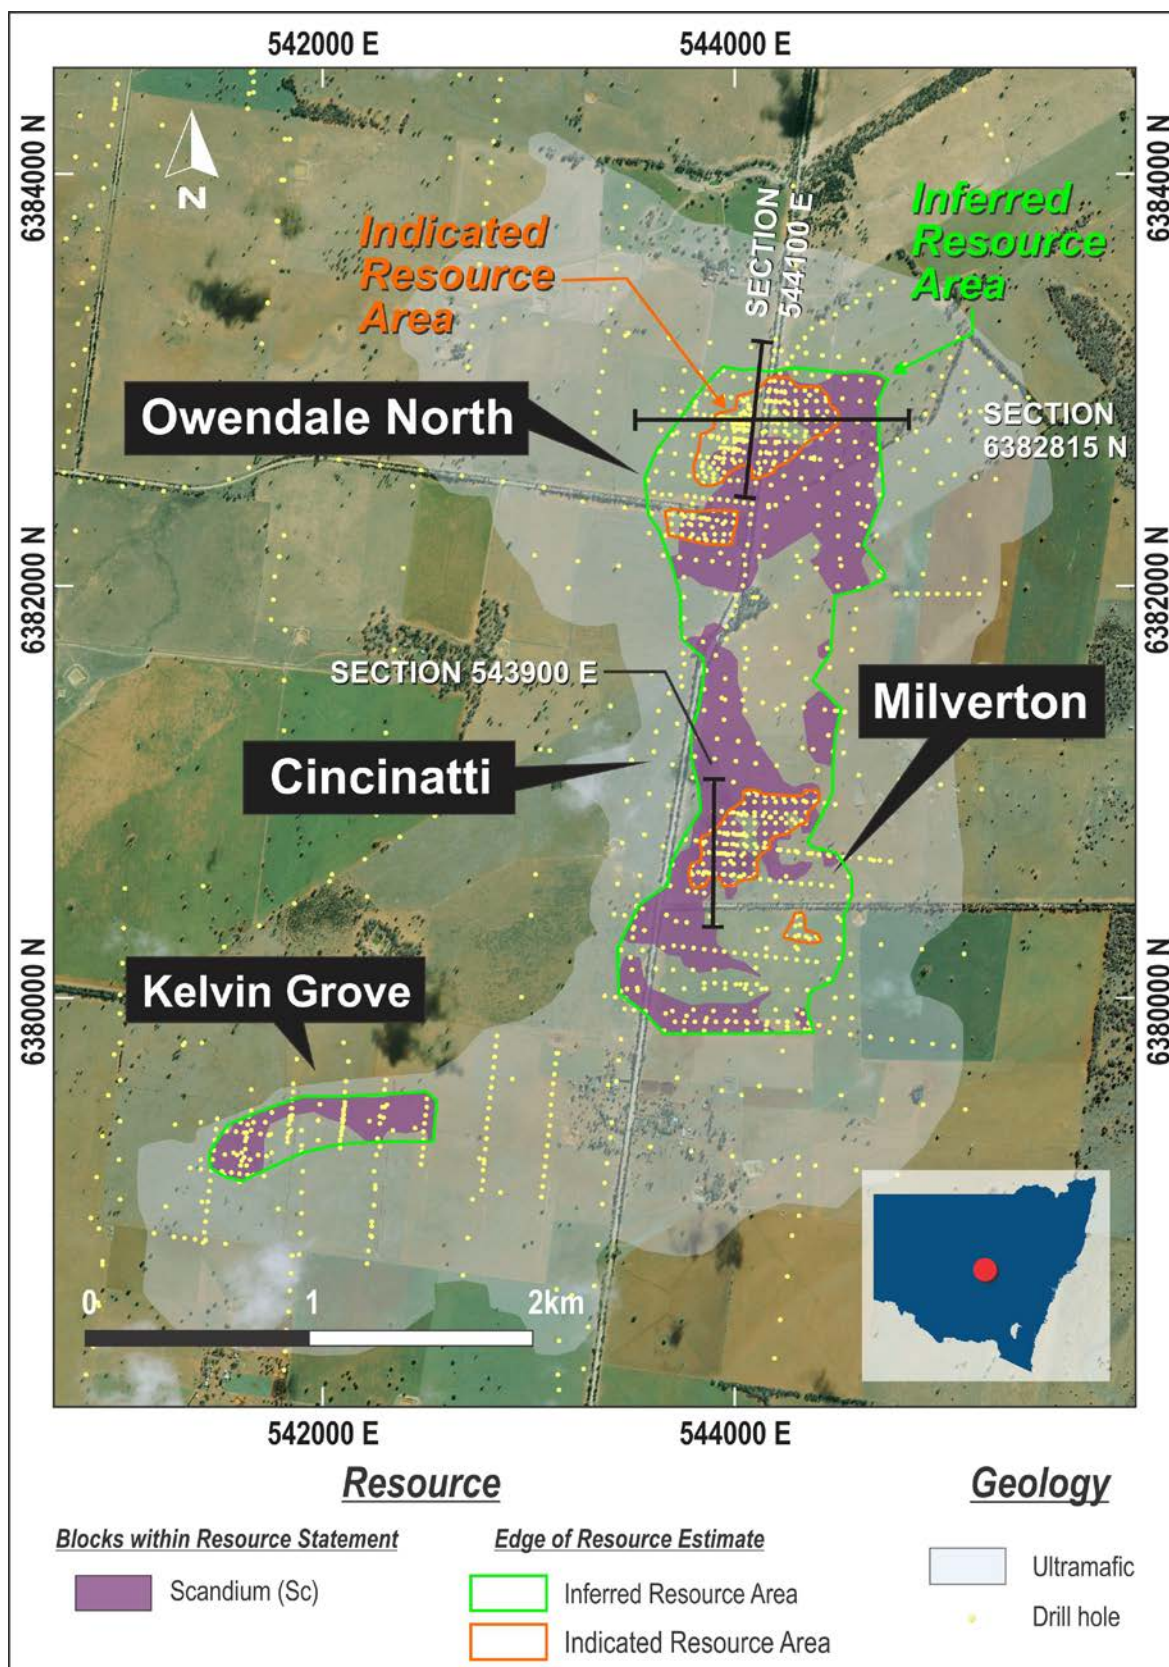 542000 E
544000 E
6384000 N
6384000 N
N
Indicated
Resource
Area
SECTION
544100 E
Inferred
Resource
Area
Owendale North
SECTION
6382815 N
6382000 N
6382000 N
SECTION 543900 E
Milverton
Cincinatti
Kelvin Grove
6380000 N
6380000 N
0
1
2km
542000 E
544000 E
Resource
Geology
Blocks within Resource Statement
Edge of Resource Estimate
Scandium (Sc)
Inferred Resource Area
Indicated Resource Area
Ultramafic
Drill hole